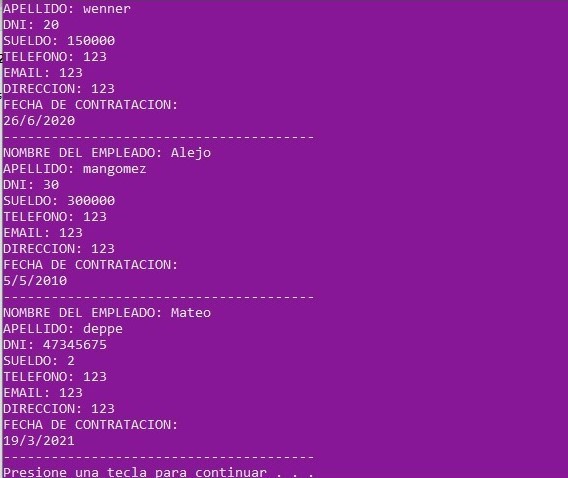 APELLIDO: wenner
DNI: 20
SUELDO: 150000
TELEFONO: 123
EMAIL: 123
DIRECCION: 123
FECHA DE CONTRATACION:
26/6/2020
---------------------------------------
NOMBRE DEL EMPLEADO: Alejo
APELLIDO: mangomez
DNI: 30
SUELDO: 300000
TELEFONO: 123
EMAIL: 123
DIRECCION: 123
FECHA DE CONTRATACION:
5/5/2010
---------------------------------------
NOMBRE DEL EMPLEADO: Mateo
APELLIDO: deppe
DNI: 47345675
SUELDO: 2
TELEFONO: 123
EMAIL: 123
DIRECCION: 123
FECHA DE CONTRATACION:
19/3/2021
---------------------------------------
Presione una tecla para continuar . . .